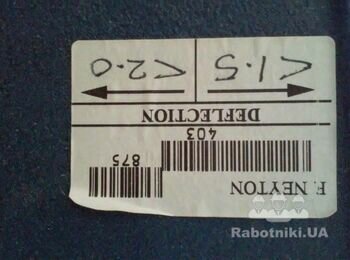 F. NEYTON
875
403
DEFLECTION
<1.5 <2.0
Rabotniki.UA